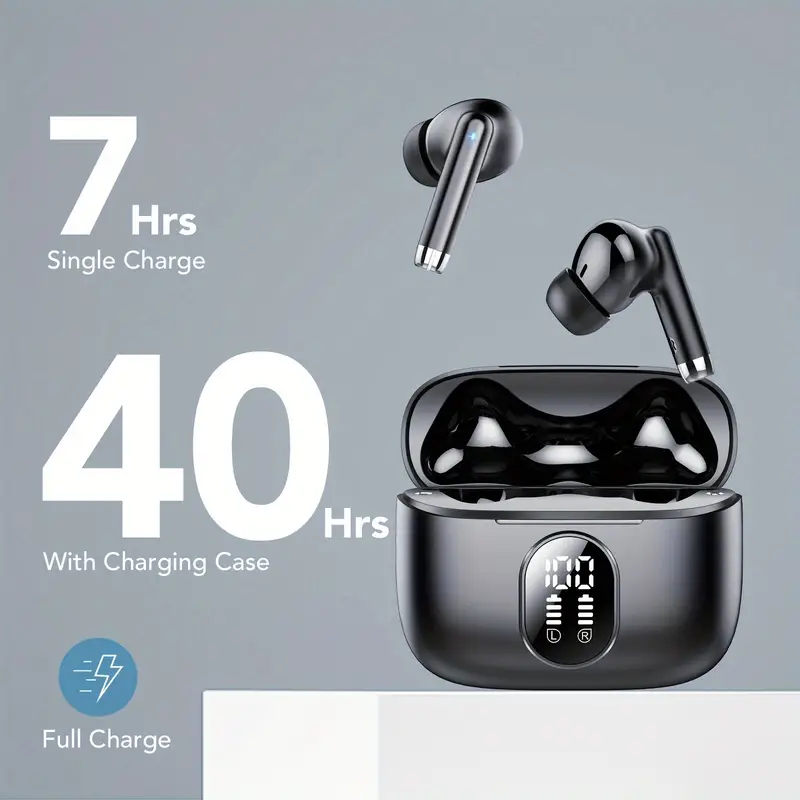 7 Hrs
Single Charge
40 Hrs
With Charging Case
100
L R
Full Charge